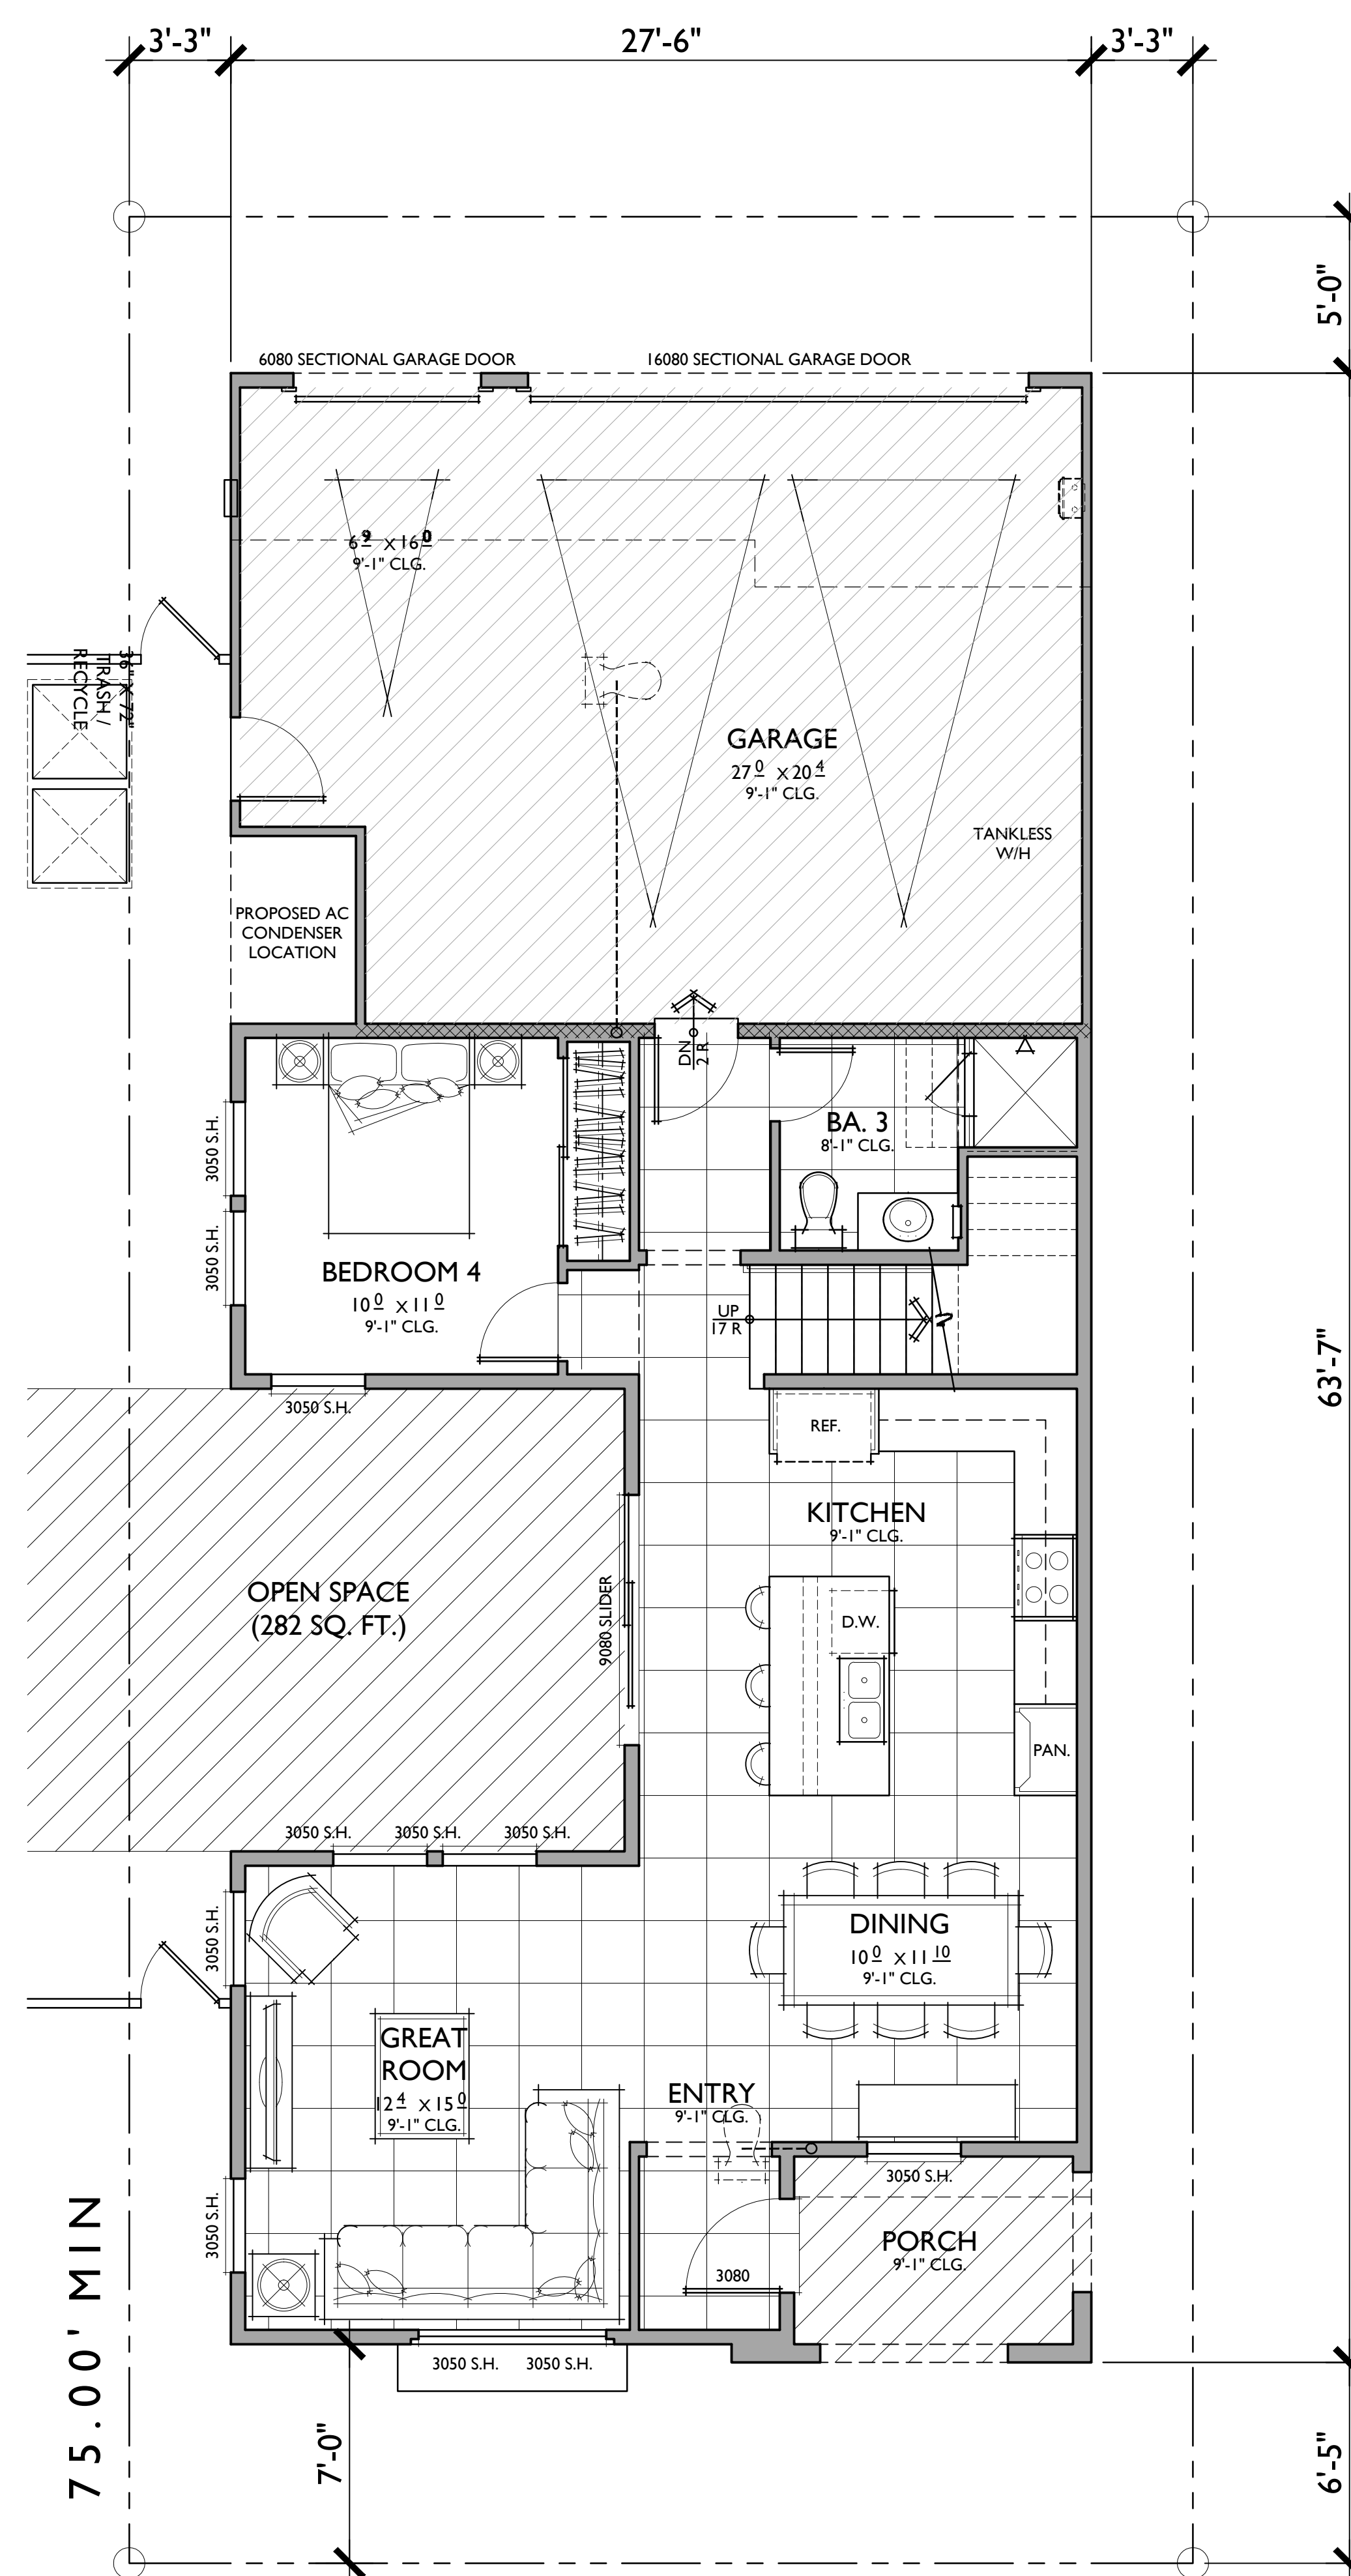 3'-3"
27'-6"
3'-3"
5'-0"
6080 SECTIONAL GARAGE DOOR
16080 SECTIONAL GARAGE DOOR
6 9 X 16 0
9'-1" CLG.
36" X 72"
TRASH /
RECYCLE
GARAGE
27 0 X 20 4
9'-1" CLG.
TANKLESS
W/H
PROPOSED AC
CONDENSER
LOCATION
DN
2 R
BA. 3
8'-1" CLG.
3050 S.H.
3050 S.H.
BEDROOM 4
10 0 X 11 0
9'-1" CLG.
UP
17 R
63'-7"
3050 S.H.
REF.
KITCHEN
9'-1" CLG.
OPEN SPACE
(282 SQ. FT.)
9080 SLIDER
D.W.
PAN.
3050 S.H.
3050 S.H.
3050 S.H.
3050 S.H.
DINING
10 0 X 11 10
9'-1" CLG.
GREAT
ROOM
12 4 X 15 0
9'-1" CLG.
ENTRY
9'-1" CLG.
3050 S.H.
3050 S.H.
PORCH
9'-1" CLG.
3080
3050 S.H.
3050 S.H.
75.00' MIN
7'-0"
6'-5"